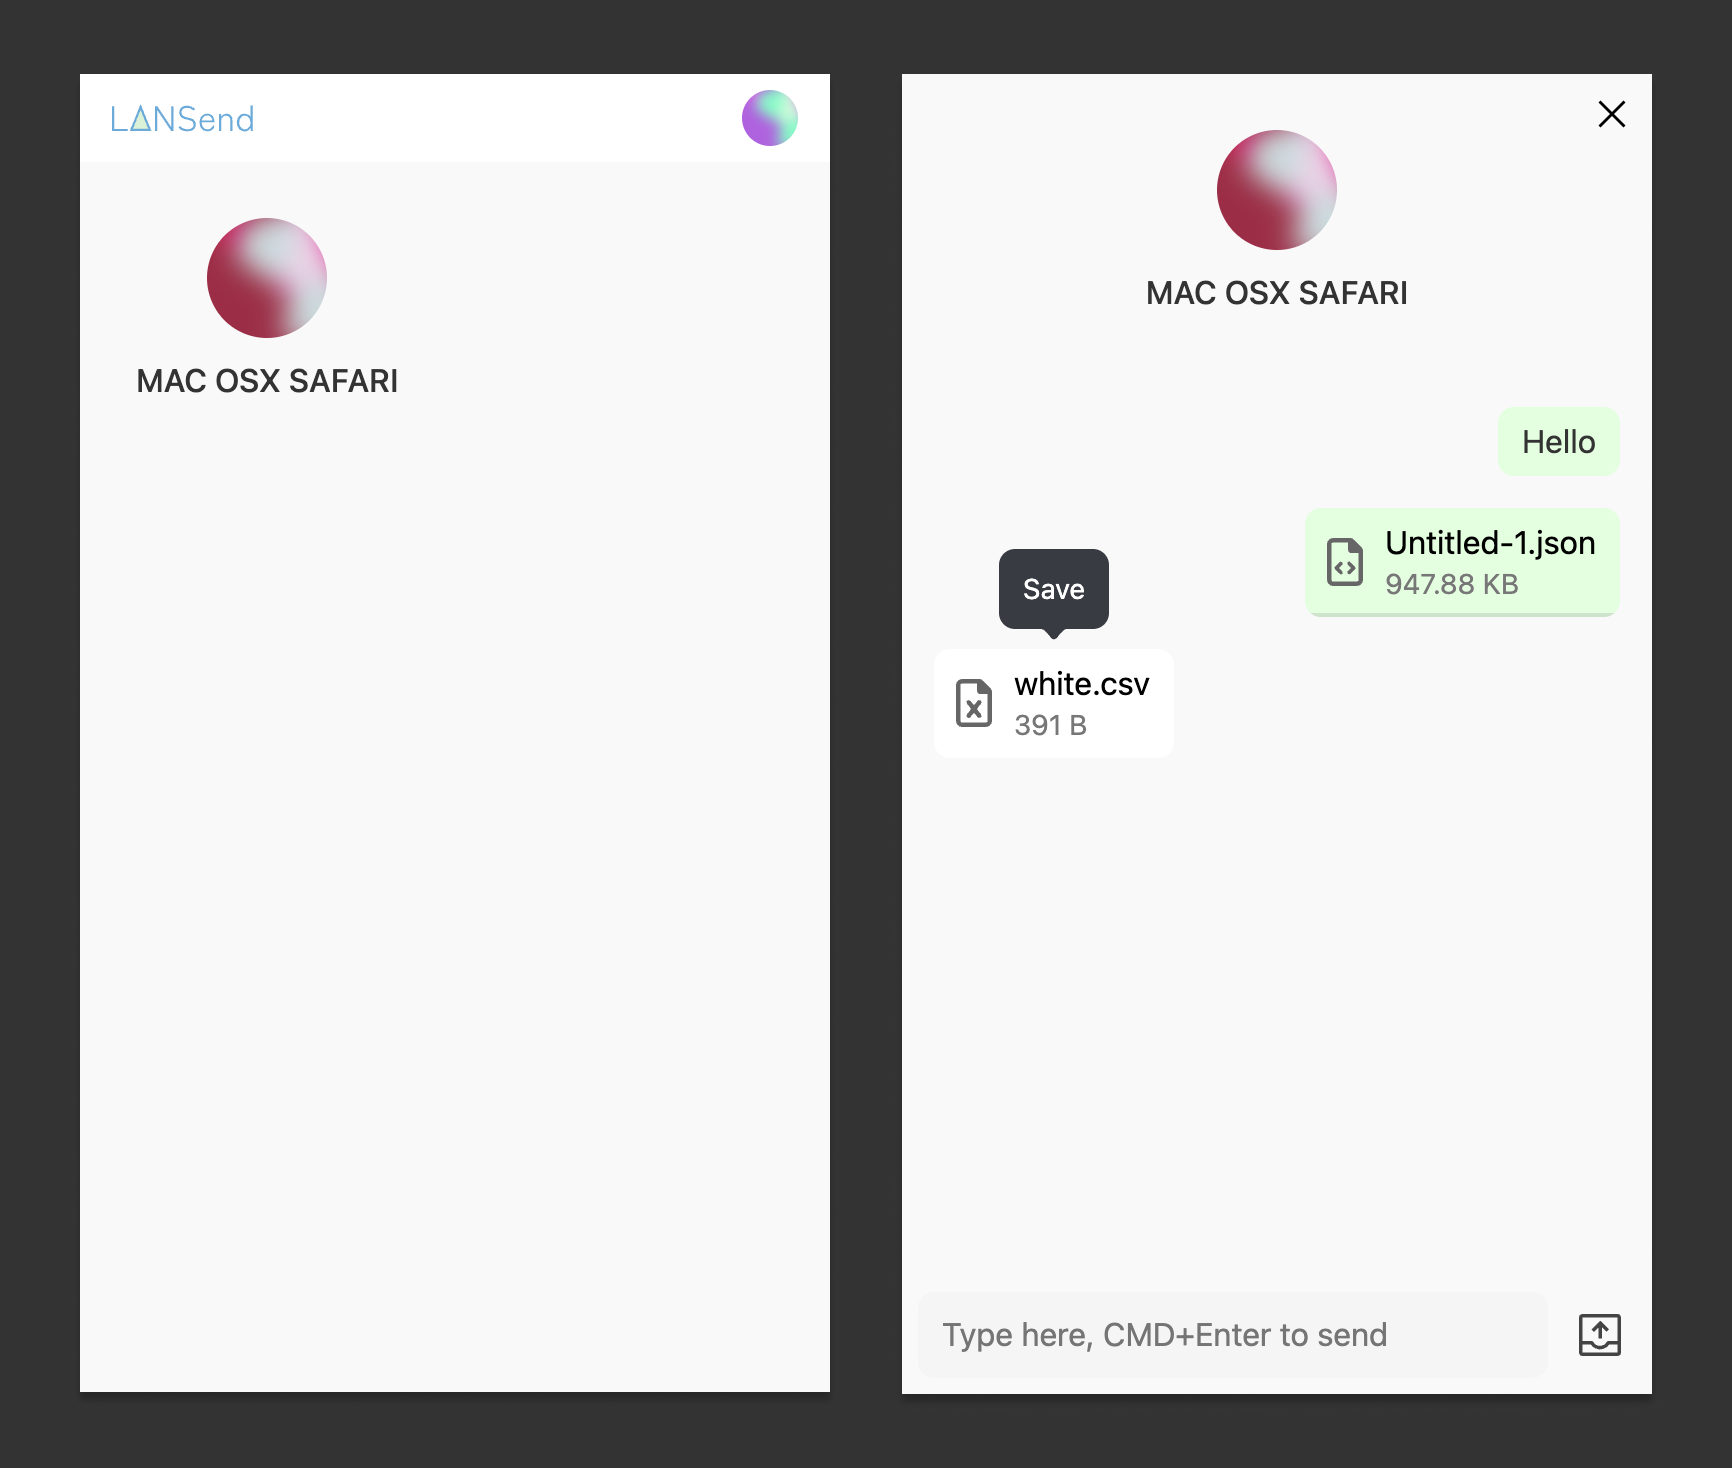 LANSend
MAC OSX SAFARI
MAC OSX SAFARI
Hello
Untitled-1.json
947.88 KB
Save
white.csv
391 B
Type here, CMD+Enter to send